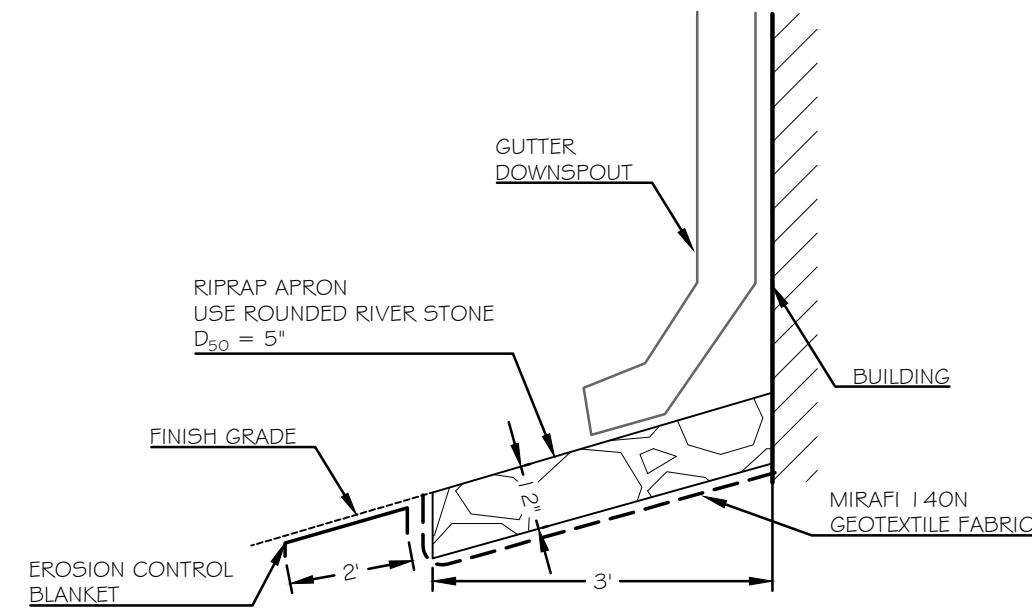 GUTTER
DOWNSPOUT
RIPRAP APRON
USE ROUNDED RIVER STONE
D50 = 5"
BUILDING
FINISH GRADE
12"
MIRAFI 140N
GEOTEXTILE FABRIC
EROSION CONTROL
BLANKET
2'
3'